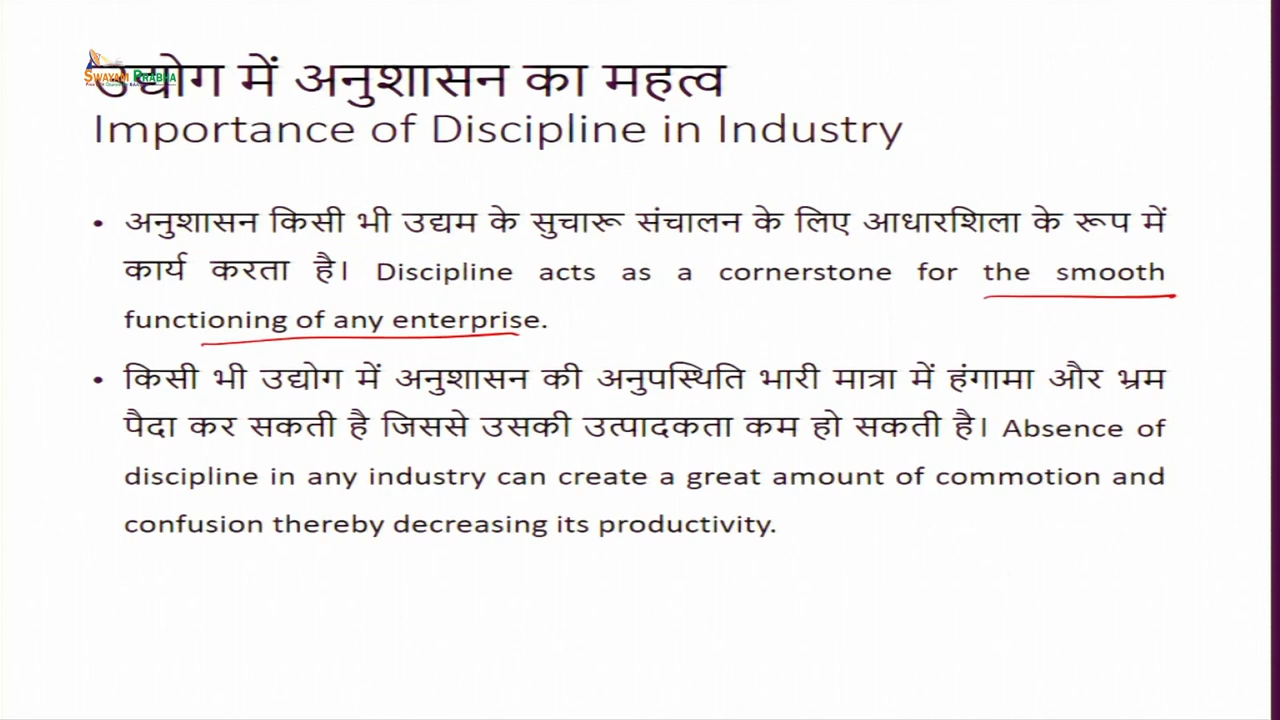 SWAYAM PRABHA
उद्योग में अनुशासन का महत्व
Importance of Discipline in Industry
• अनुशासन किसी भी उद्यम के सुचारू संचालन के लिए आधारशिला के रूप में
कार्य करता है। Discipline acts as a cornerstone for the smooth
functioning of any enterprise.
• किसी भी उद्योग में अनुशासन की अनुपस्थिति भारी मात्रा में हंगामा और भ्रम
पैदा कर सकती है जिससे उसकी उत्पादकता कम हो सकती है। Absence of
discipline in any industry can create a great amount of commotion and
confusion thereby decreasing its productivity.